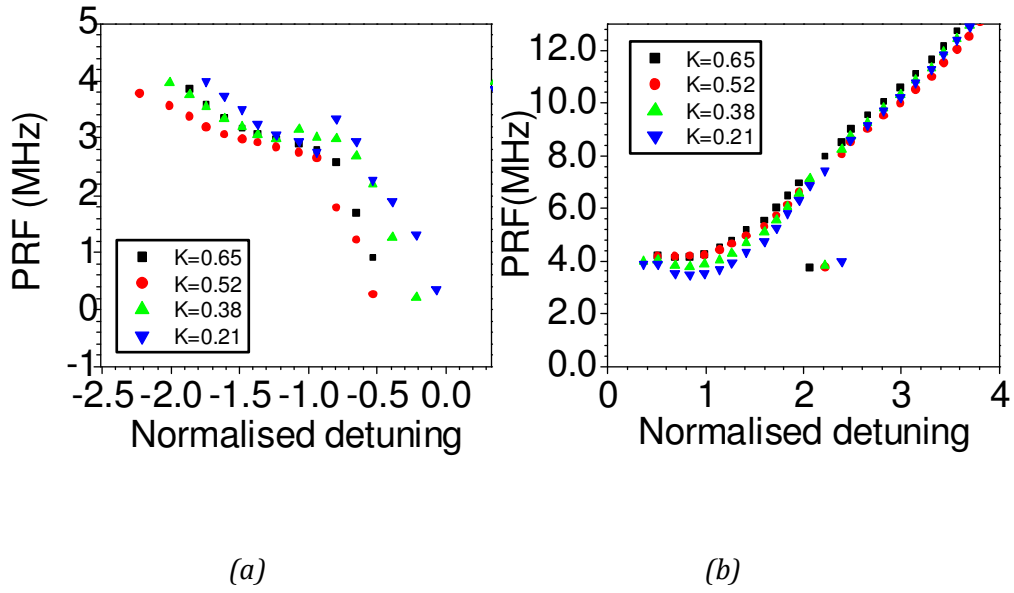 5
4
3
2
1
0
-1
-2.5 -2.0 -1.5 -1.0 -0.5 0.0
PRF (MHz)
Normalised detuning
K=0.65
K=0.52
K=0.38
K=0.21
12.0
10.0
8.0
6.0
4.0
2.0
0.0
0 1 2 3 4
PRF(MHz)
Normalised detuning
K=0.65
K=0.52
K=0.38
K=0.21
(a)
(b)